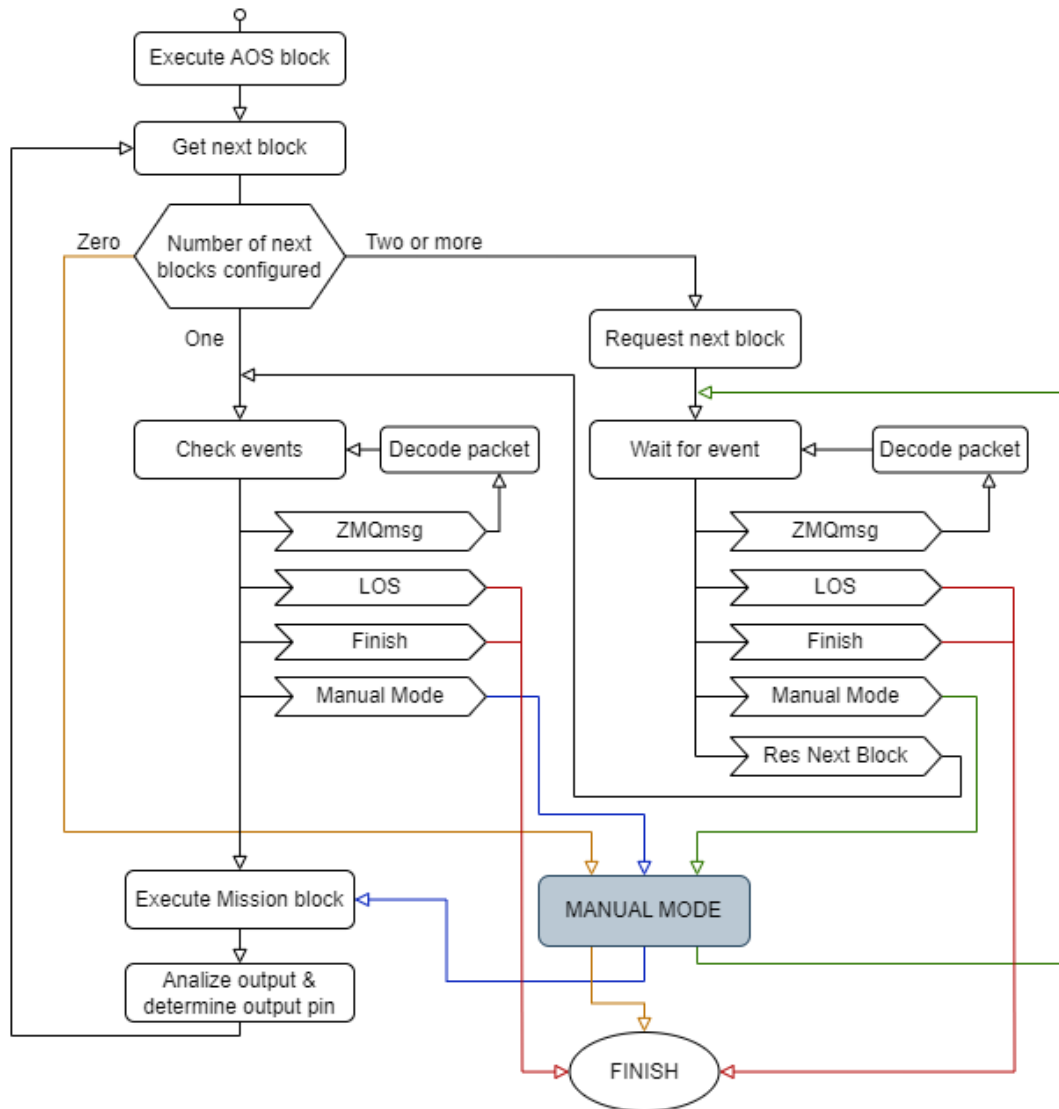 Execute AOS block
Get next block
Zero
Number of next
blocks configured
Two or more
One
Request next block
Check events
Decode packet
Wait for event
Decode packet
ZMQmsg
ZMQmsg
LOS
LOS
Finish
Finish
Manual Mode
Manual Mode
Res Next Block
Execute Mission block
MANUAL MODE
Analize output &
determine output pin
FINISH